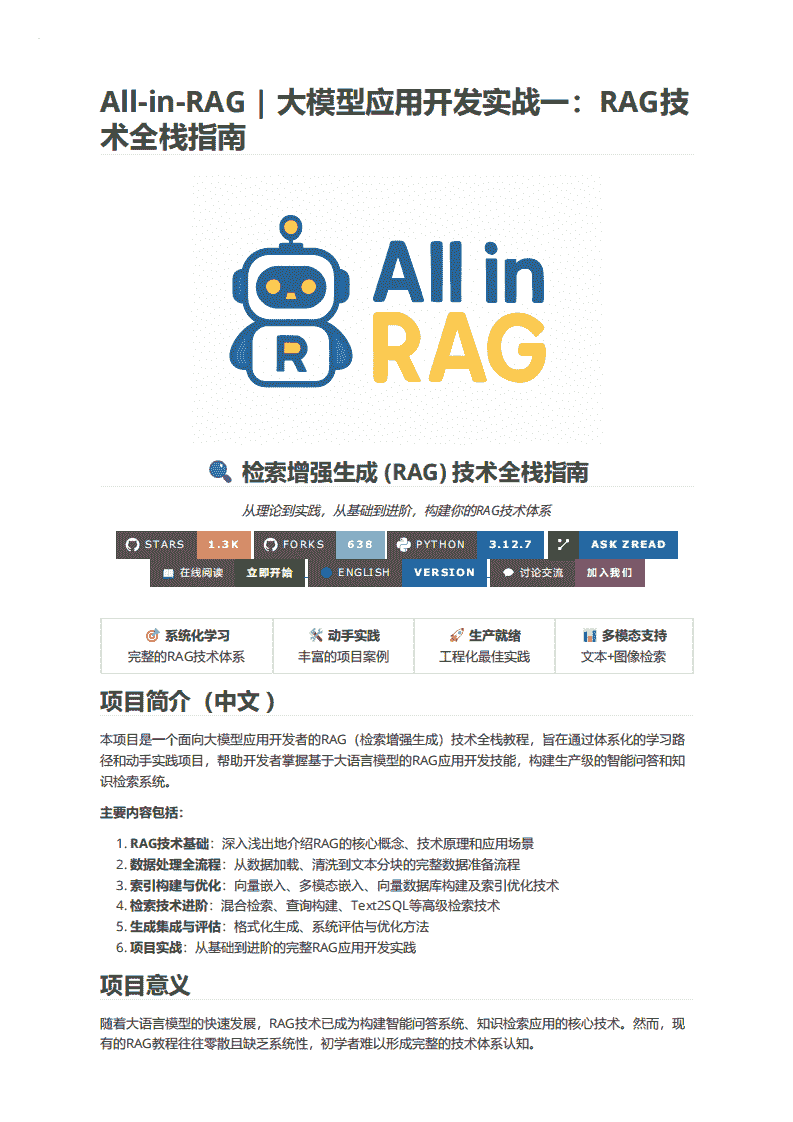 All-in-RAG | 大模型应用开发实战一：RAG技
术全栈指南
All in
RAG
R
检索增强生成 (RAG) 技术全栈指南
从理论到实践，从基础到进阶，构建你的RAG技术体系
STARS 1.3K FORKS 638 PYTHON 3.12.7 ASK ZREAD
在线阅读 立即开始 ENGLISH VERSION 讨论交流 加入我们
系统化学习 动手实践 生产就绪 多模态支持
完整的RAG技术体系 丰富的项目案例 工程化最佳实践 文本+图像检索
项目简介（中文 ）
本项目是一个面向大模型应用开发者的RAG（检索增强生成）技术全栈教程，旨在通过体系化的学习路
径和动手实践项目，帮助开发者掌握基于大语言模型的RAG应用开发技能，构建生产级的智能问答和知
识检索系统。
主要内容包括：
1. RAG技术基础：深入浅出地介绍RAG的核心概念、技术原理和应用场景
2. 数据处理全流程：从数据加载、清洗到文本分块的完整数据准备流程
3. 索引构建与优化：向量嵌入、多模态嵌入、向量数据库构建及索引优化技术
4. 检索技术进阶：混合检索、查询构建、Text2SQL等高级检索技术
5. 生成集成与评估：格式化生成、系统评估与优化方法
6. 项目实战：从基础到进阶的完整RAG应用开发实践
项目意义
随着大语言模型的快速发展，RAG技术已成为构建智能问答系统、知识检索应用的核心技术。然而，现
有的RAG教程往往零散且缺乏系统性，初学者难以形成完整的技术体系认知。